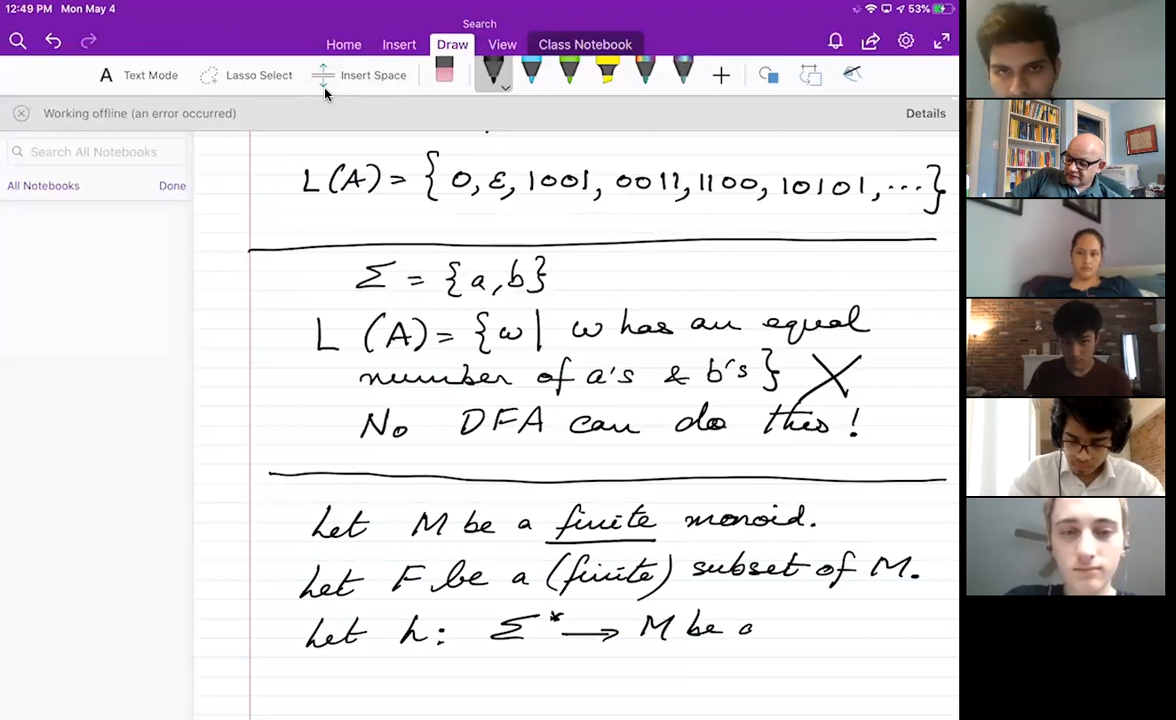 12:49 PM Mon May 4
53%
Search
Home Insert Draw View Class Notebook
A Text Mode Lasso Select Insert Space
Working offline (an error occurred) Details
Search All Notebooks
All Notebooks Done
L(A) = { 0, ε, 1001, 0011, 1100, 10101, ... }
Σ = {a, b}
L (A) = {w | w has an equal
number of a's & b's } X
No DFA can do this !
Let M be a finite monoid.
Let F be a (finite) subset of M.
Let h: Σ* → M be a